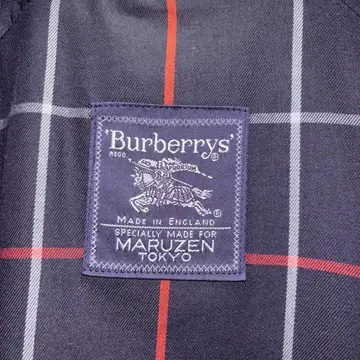 'Burberrys'®
REGD
®
MADE IN ENGLAND
SPECIALLY MADE FOR
MARUZEN
TOKYO